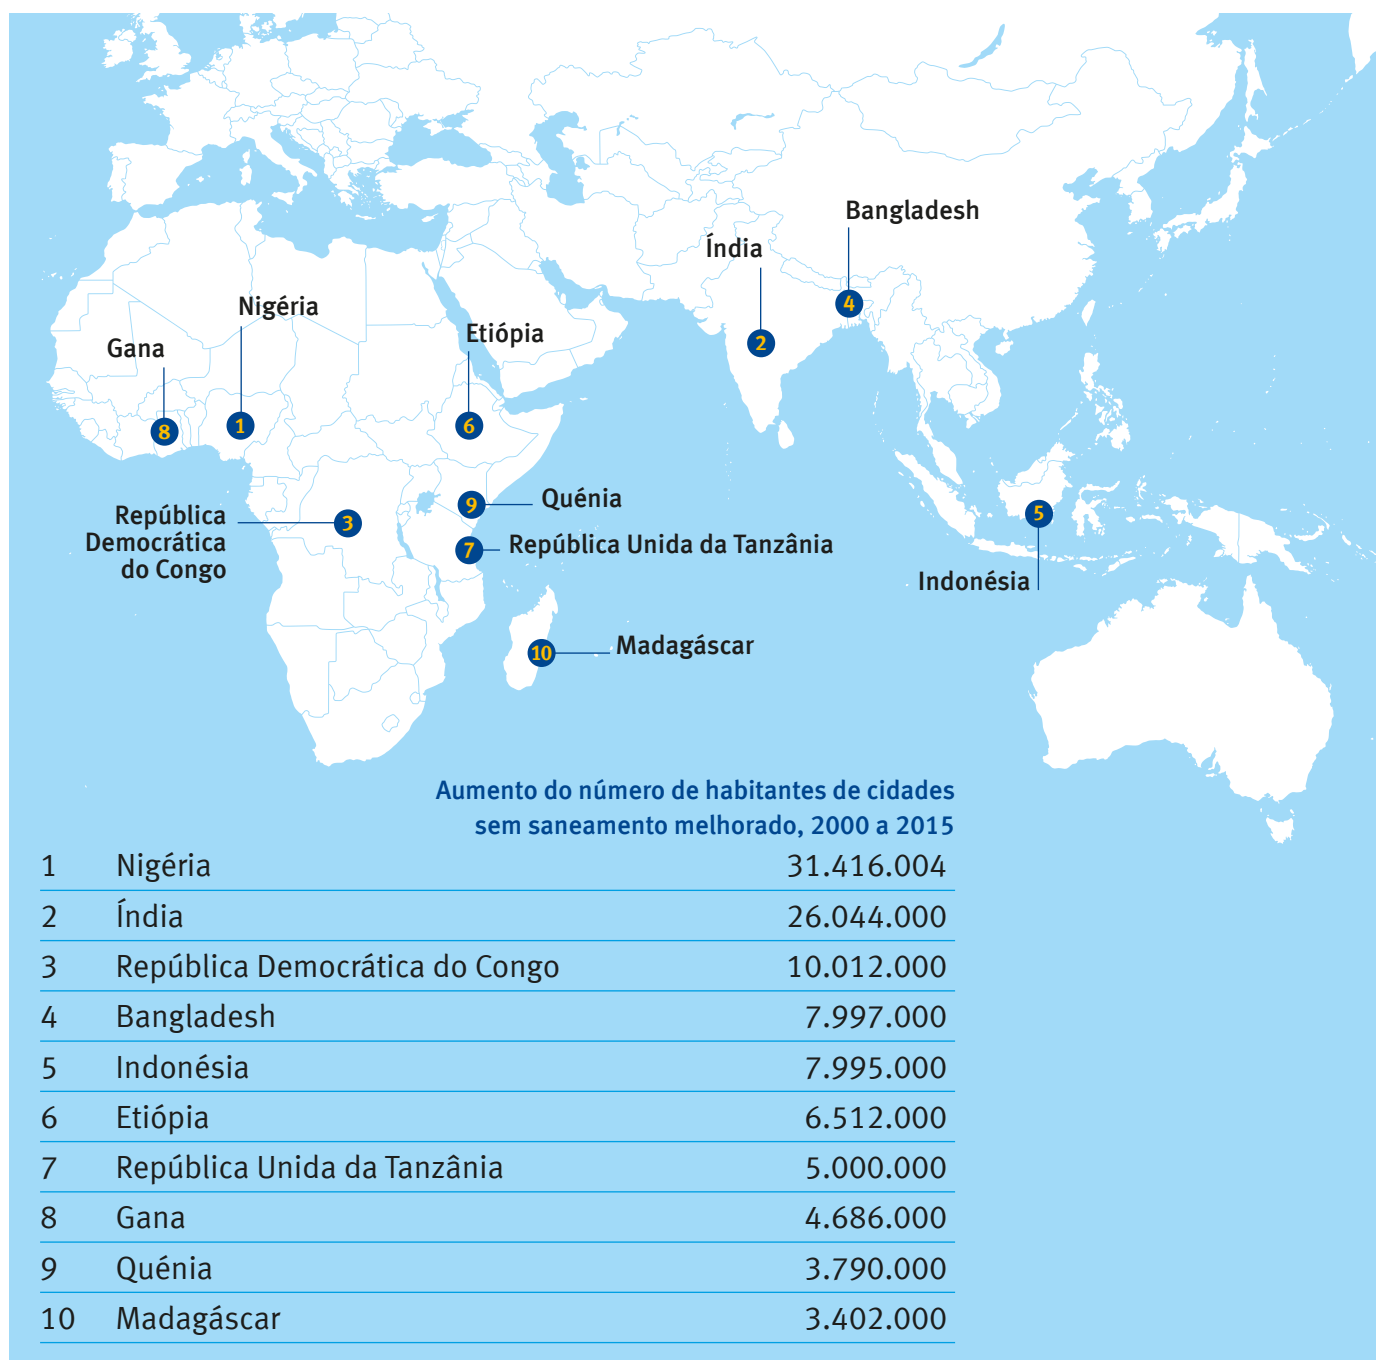 Bangladesh
Índia
4
Nigéria
2
Etiópia
Gana
8
1
6
9
Quénia
República
Democrática
do Congo
3
5
7
República Unida da Tanzânia
Indonésia
10
Madagáscar
Aumento do número de habitantes de cidades
sem saneamento melhorado, 2000 a 2015
1 Nigéria 31.416.004
2 Índia 26.044.000
3 República Democrática do Congo 10.012.000
4 Bangladesh 7.997.000
5 Indonésia 7.995.000
6 Etiópia 6.512.000
7 República Unida da Tanzânia 5.000.000
8 Gana 4.686.000
9 Quénia 3.790.000
10 Madagáscar 3.402.000